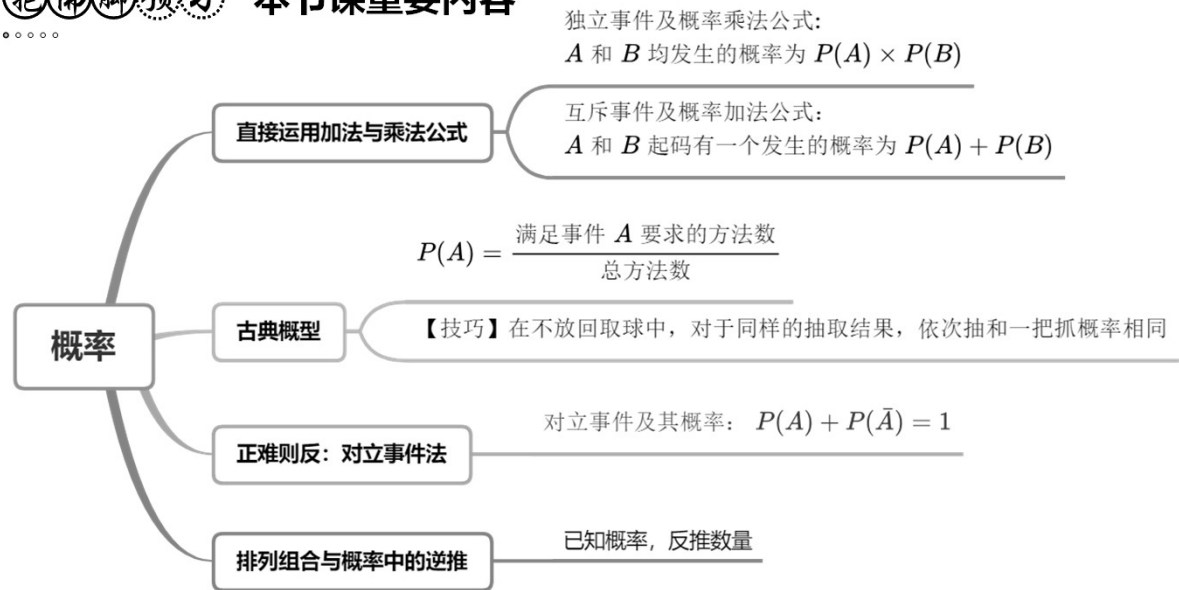 抱佛脚预习 本节课重要内容
独立事件及概率乘法公式:
A 和 B 均发生的概率为 P(A) × P(B)
直接运用加法与乘法公式
互斥事件及概率加法公式:
A 和 B 起码有一个发生的概率为 P(A) + P(B)
P(A) = 满足事件 A 要求的方法数 / 总方法数
概率
古典概型
【技巧】在不放回取球中，对于同样的抽取结果，依次抽和一把抓概率相同
对立事件及其概率： P(A) + P(Ā) = 1
正难则反：对立事件法
已知概率，反推数量
排列组合与概率中的逆推